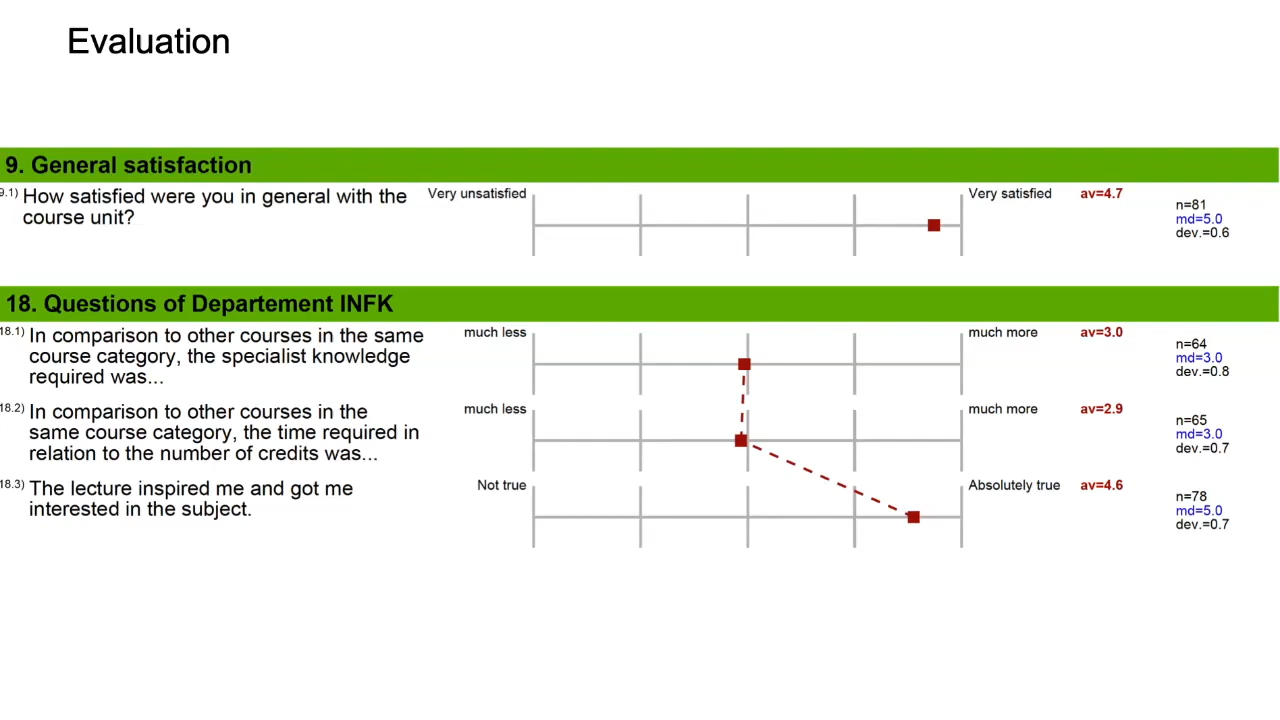 Evaluation
9. General satisfaction
9.1) How satisfied were you in general with the
course unit?
Very unsatisfied
Very satisfied
av=4.7
n=81
md=5.0
dev.=0.6
18. Questions of Departement INFK
18.1) In comparison to other courses in the same
course category, the specialist knowledge
required was...
much less
much more
av=3.0
n=64
md=3.0
dev.=0.8
18.2) In comparison to other courses in the
same course category, the time required in
relation to the number of credits was...
much less
much more
av=2.9
n=65
md=3.0
dev.=0.7
18.3) The lecture inspired me and got me
interested in the subject.
Not true
Absolutely true
av=4.6
n=78
md=5.0
dev.=0.7